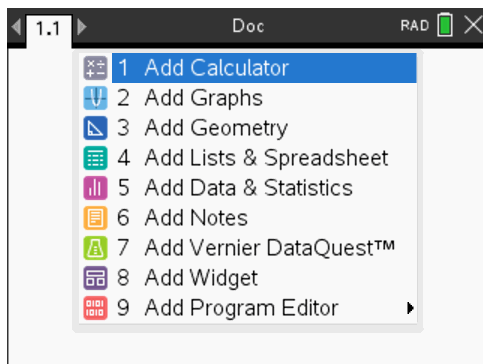 1.1 Doc RAD
1 Add Calculator
2 Add Graphs
3 Add Geometry
4 Add Lists & Spreadsheet
5 Add Data & Statistics
6 Add Notes
7 Add Vernier DataQuest™
8 Add Widget
9 Add Program Editor